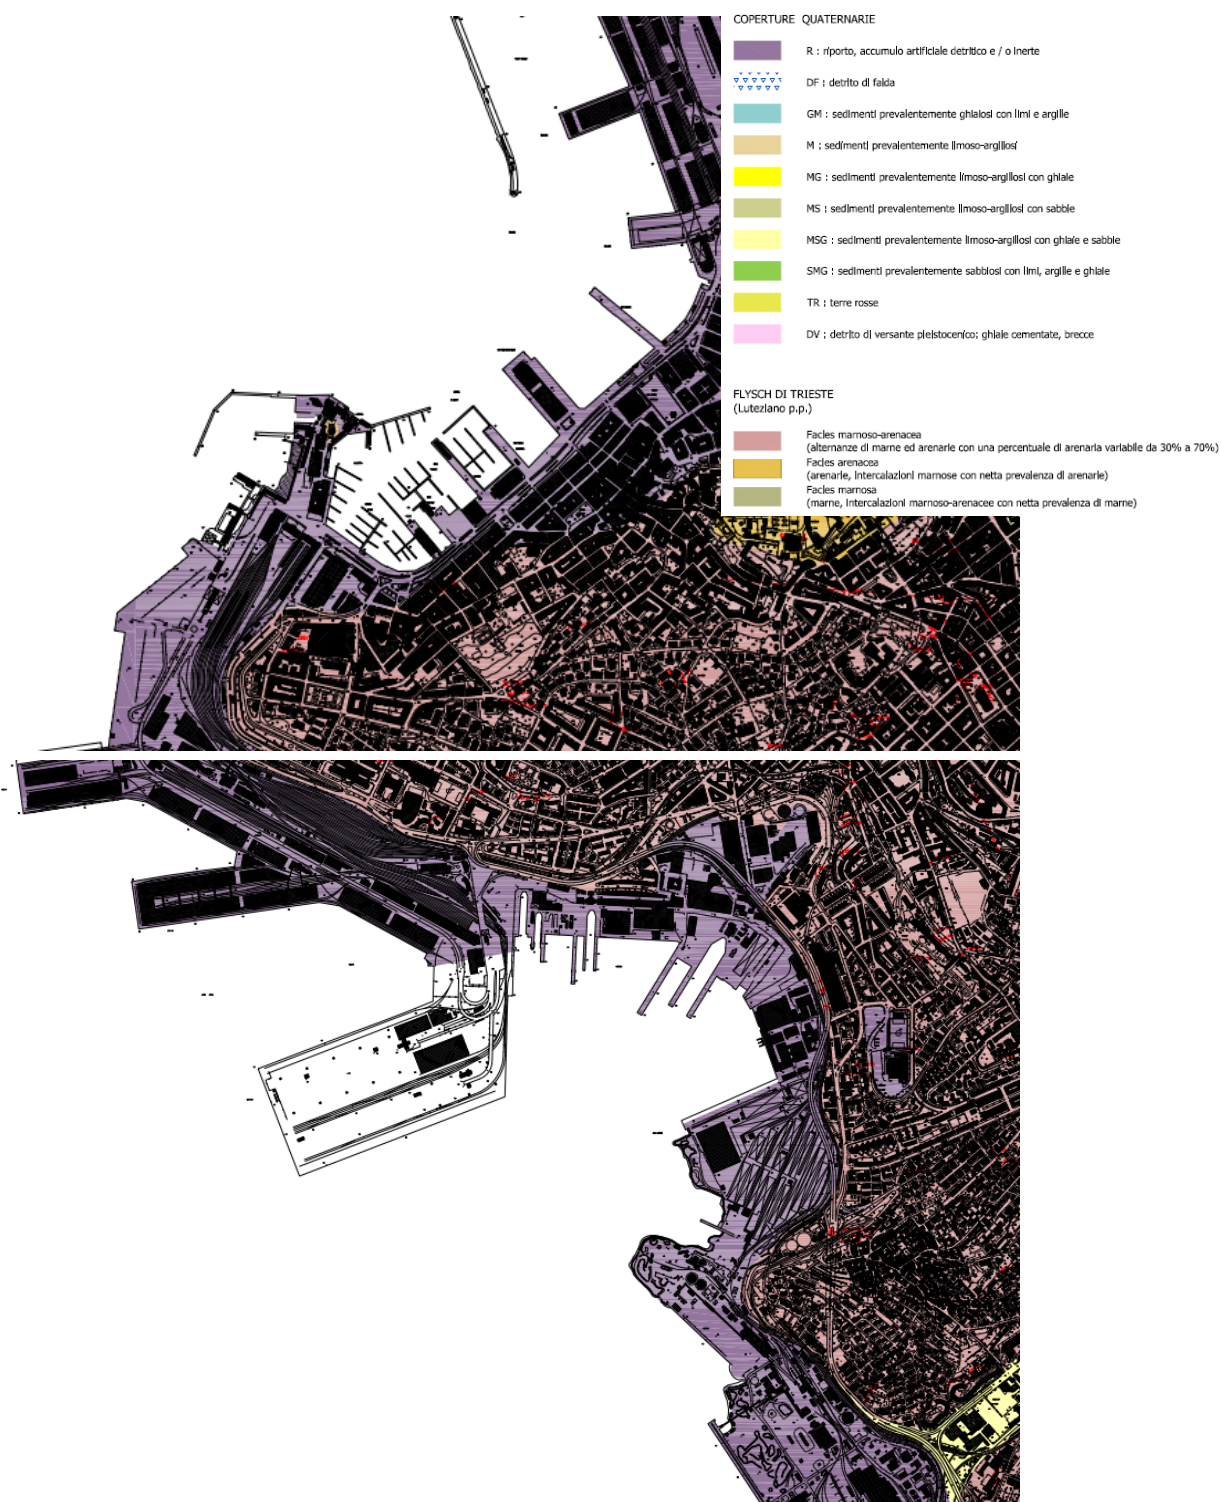 COPERTURE QUATERNARIE
R : riporto, accumulo artificiale detritico e / o inerte
DF : detrito di falda
GM : sedimenti prevalentemente ghiaiosi con limi e argille
M : sedimenti prevalentemente limoso-argillosi
MG : sedimenti prevalentemente limoso-argillosi con ghiaie
MS : sedimenti prevalentemente limoso-argillosi con sabbie
MSG : sedimenti prevalentemente limoso-argillosi con ghiaie e sabbie
SMG : sedimenti prevalentemente sabbiosi con limi, argille e ghiaie
TR : terre rosse
DV : detrito di versante pleistocenico: ghiaie cementate, brecce
FLYSCH DI TRIESTE
(Luteziano p.p.)
Facies marnoso-arenacea
(alternanze di marne ed arenarie con una percentuale di arenaria variabile da 30% a 70%)
Facies arenacea
(arenarie, intercalazioni marnose con netta prevalenza di arenarie)
Facies marnosa
(marne, intercalazioni marnoso-arenacee con netta prevalenza di marne)